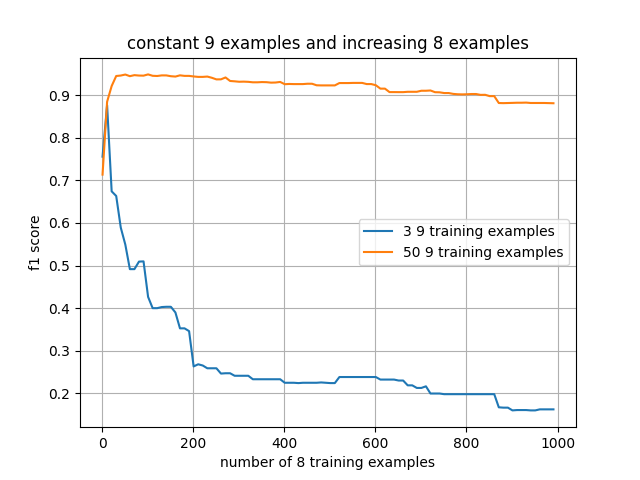 constant 9 examples and increasing 8 examples
0.9
0.8
0.7
0.6
0.5
0.4
0.3
0.2
f1 score
3 9 training examples
50 9 training examples
0 200 400 600 800 1000
number of 8 training examples